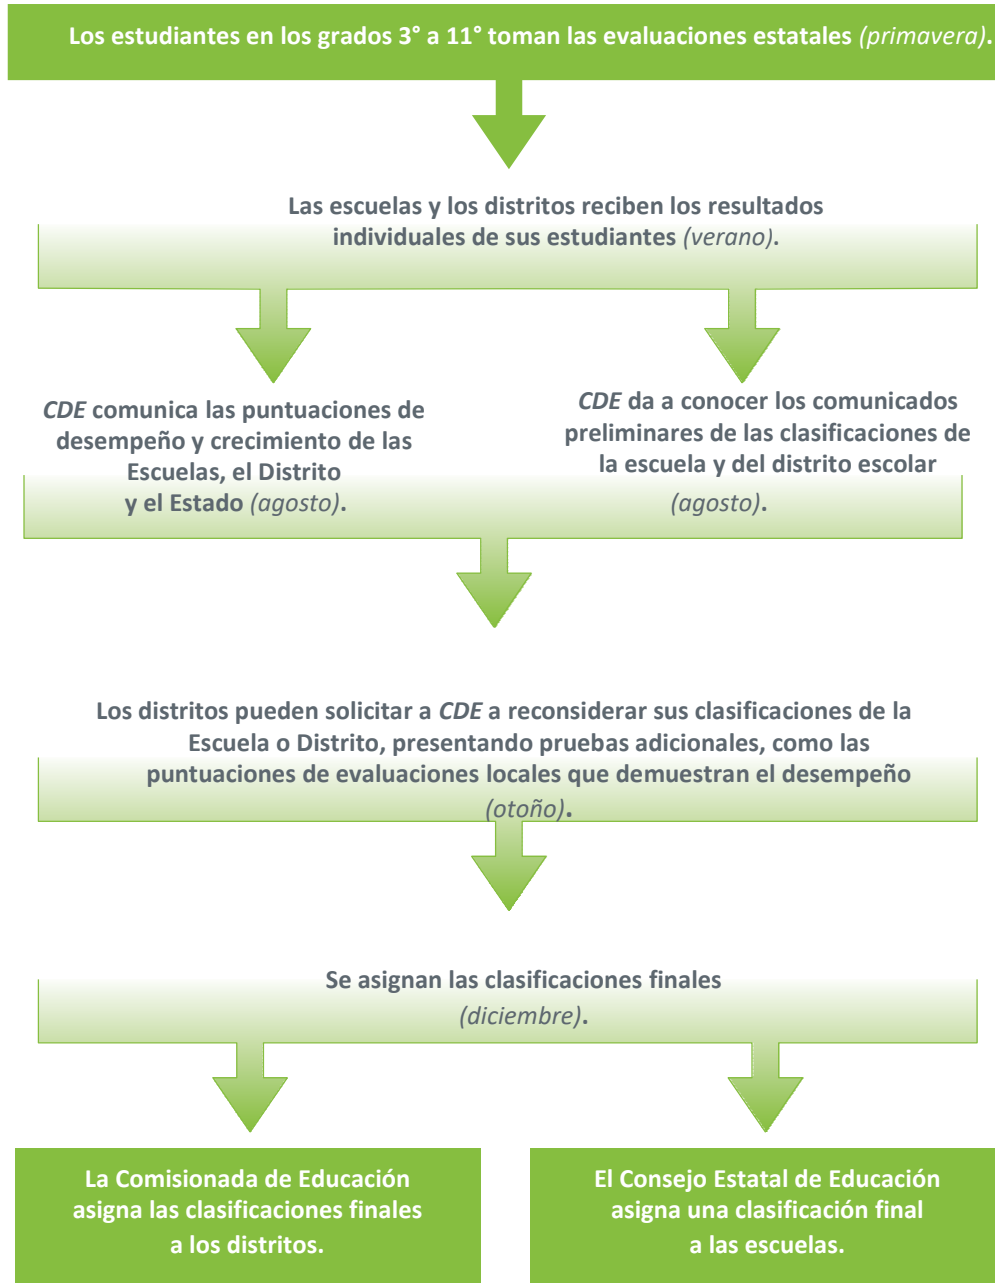 Los estudiantes en los grados 3° a 11° toman las evaluaciones estatales (primavera).
Las escuelas y los distritos reciben los resultados
individuales de sus estudiantes (verano).
CDE comunica las puntuaciones de
desempeño y crecimiento de las
Escuelas, el Distrito
y el Estado (agosto).
CDE da a conocer los comunicados
preliminares de las clasificaciones de
la escuela y del distrito escolar
(agosto).
Los distritos pueden solicitar a CDE a reconsiderar sus clasificaciones de la
Escuela o Distrito, presentando pruebas adicionales, como las
puntuaciones de evaluaciones locales que demuestran el desempeño
(otoño).
Se asignan las clasificaciones finales
(diciembre).
La Comisionada de Educación
asigna las clasificaciones finales
a los distritos.
El Consejo Estatal de Educación
asigna una clasificación final
a las escuelas.